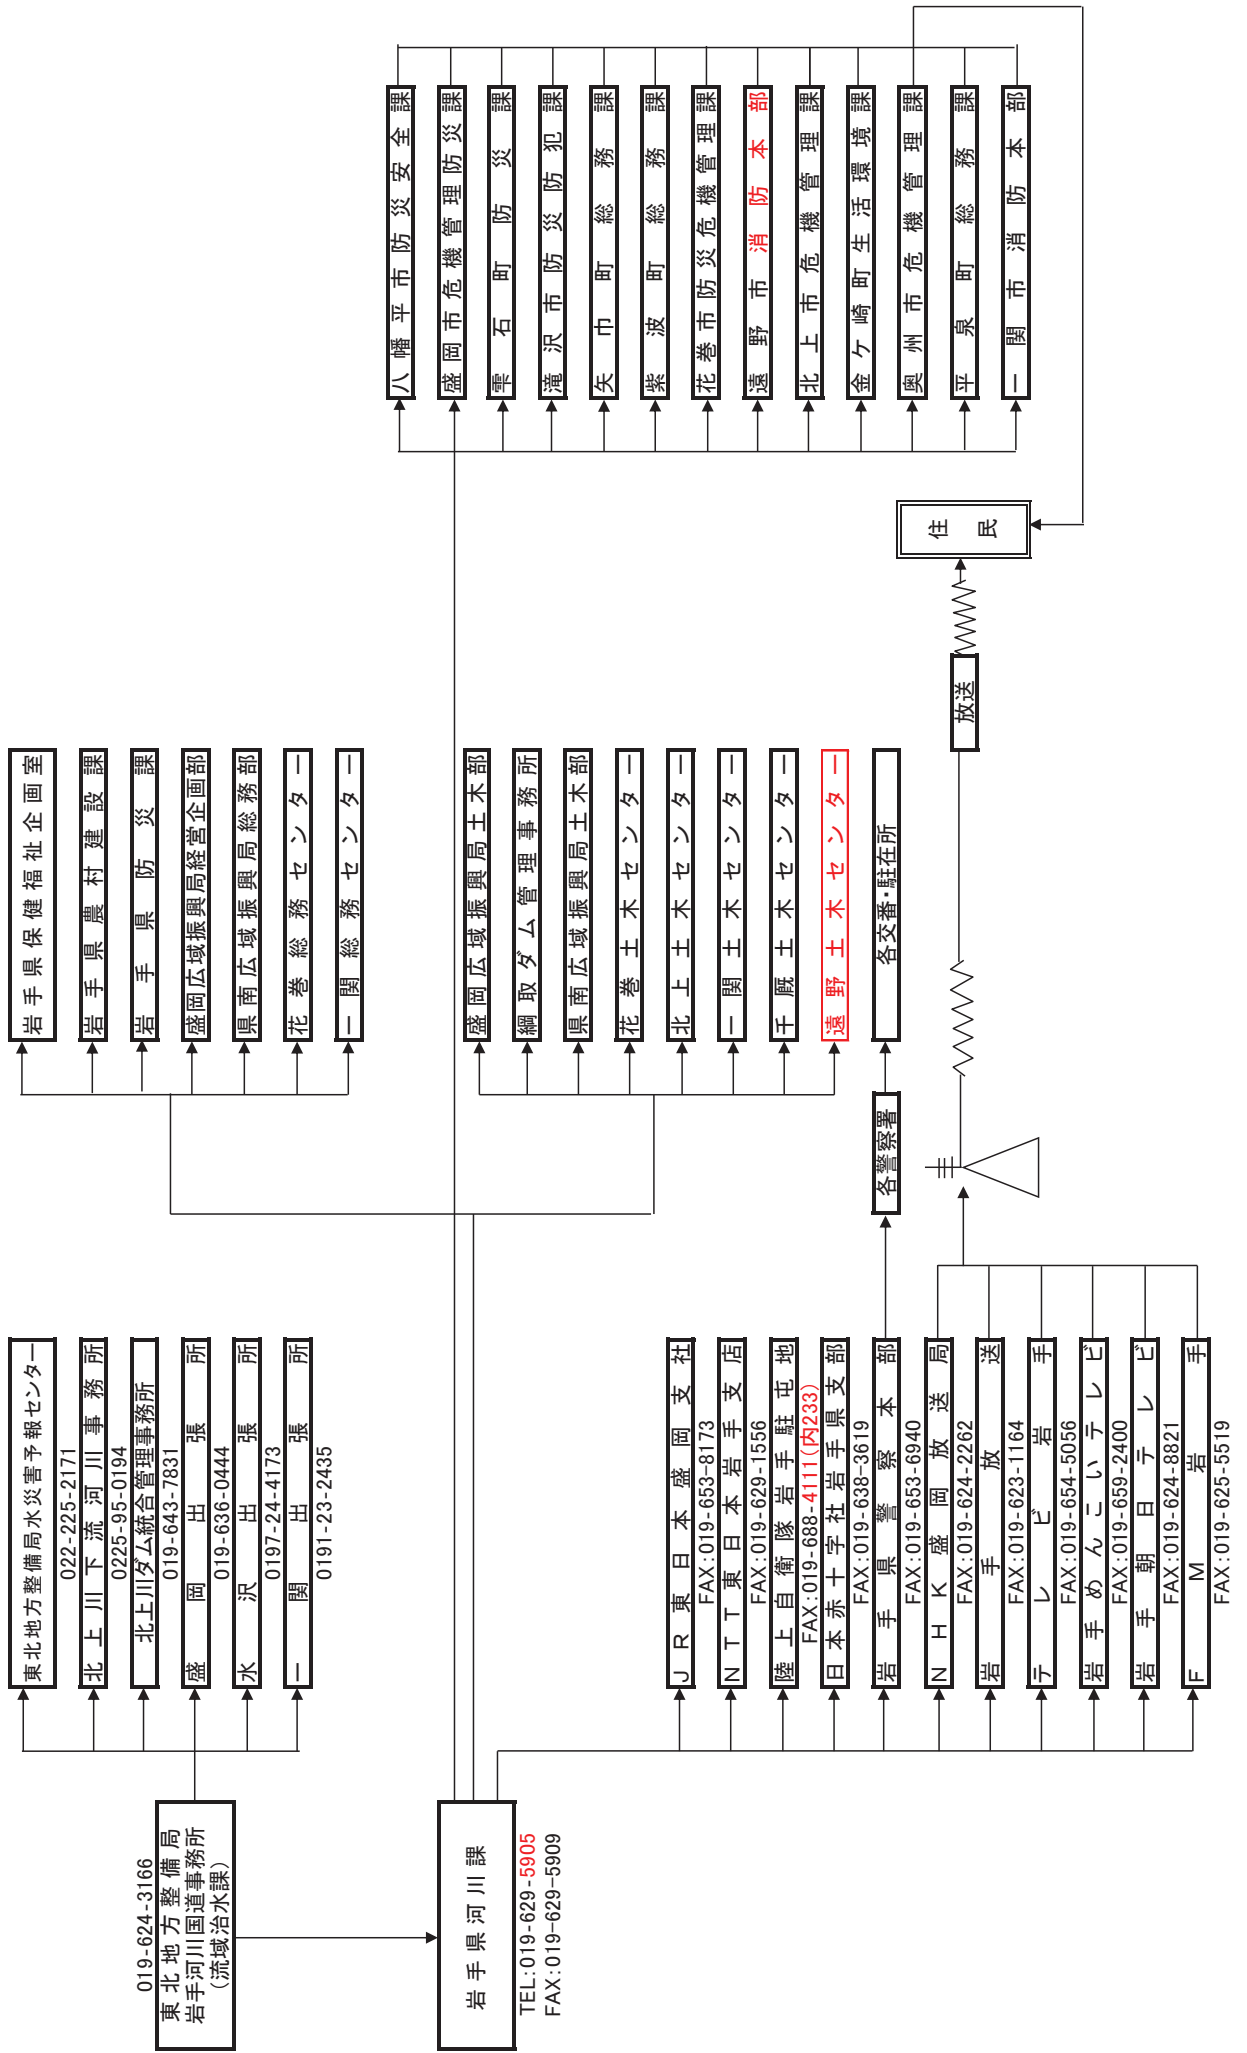 019-624-3166
東北地方整備局
岩手河川国道事務所
（流域治水課）
岩手県河川課
TEL:019-629-5905
FAX:019-629-5909
東北地方整備局水災害予報センター
022-225-2171
北上川下流河川事務所
0225-95-0194
北上川ダム統合管理事務所
019-643-7831
盛岡出張所
019-636-0444
水沢出張所
0197-24-4173
一関出張所
0191-23-2435
JR東日本盛岡支社
FAX:019-653-8173
NTT東日本岩手支店
FAX:019-629-1556
陸上自衛隊岩手駐屯地
FAX:019-688-4111(内233)
日本赤十字社岩手県支部
FAX:019-638-3619
岩手県警察本部
FAX:019-653-6940
NHK盛岡放送局
FAX:019-624-2262
岩手放送
FAX:019-623-1164
テレビ岩手
FAX:019-654-5056
岩手めんこいテレビ
FAX:019-659-2400
岩手朝日テレビ
FAX:019-624-8821
FM岩手
FAX:019-625-5519
岩手県保健福祉企画室
岩手県農村建設課
岩手県防災課
盛岡広域振興局経営企画部
県南広域振興局総務部
花巻総務センター
一関総務センター
盛岡広域振興局土木部
綱取ダム管理事務所
県南広域振興局土木部
花巻土木センター
北上土木センター
一関土木センター
千厩土木センター
遠野土木センター
各警察署
各交番・駐在所
放送
住民
八幡平市防災安全課
盛岡市危機管理防災課
雫石町防災課
滝沢市防災防犯課
矢巾町総務課
紫波町総務課
花巻市防災危機管理課
遠野市消防本部
北上市危機管理課
金ケ崎町生活環境課
奥州市危機管理課
平泉町総務課
一関市消防本部